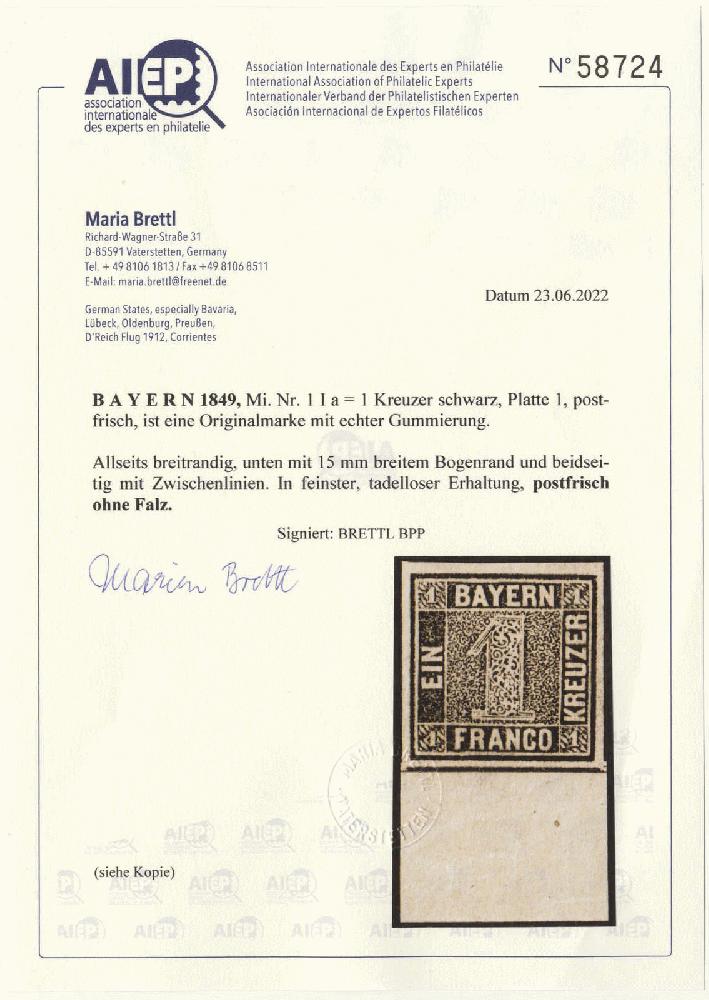 AIEP
association
internationale
des experts en philatelie
Association Internationale des Experts en Philatélie
International Association of Philatelic Experts
Internationaler Verband der Philatelistischen Experten
Asociación Internacional de Expertos Filatélicos
N° 58724
Maria Brettl
Richard-Wagner-Straße 31
D-85591 Vaterstetten, Germany
Tel. + 49 8106 1813 / Fax +49 8106 8511
E-Mail: maria.brettl@freenet.de
German States, especially Bavaria,
Lübeck, Oldenburg, Preußen,
D'Reich Flug 1912, Corrientes
Datum 23.06.2022
B A Y E R N 1849, Mi. Nr. 1 I a = 1 Kreuzer schwarz, Platte 1, post-
frisch, ist eine Originalmarke mit echter Gummierung.
Allseits breitrandig, unten mit 15 mm breitem Bogenrand und beidsei-
tig mit Zwischenlinien. In feinster, tadelloser Erhaltung, postfrisch
ohne Falz.
Signiert: BRETTL BPP
1 BAYERN 1
EIN
1
KREUZER
1 FRANCO 1
(siehe Kopie)